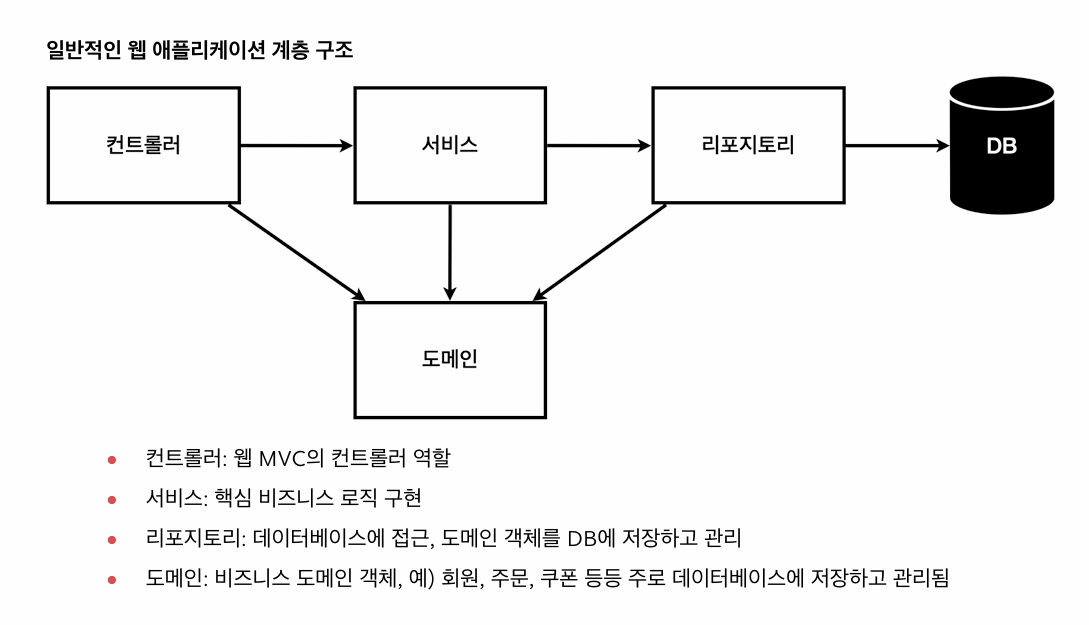 일반적인 웹 애플리케이션 계층 구조
컨트롤러
서비스
리포지토리
DB
도메인
컨트롤러: 웹 MVC의 컨트롤러 역할
서비스: 핵심 비즈니스 로직 구현
리포지토리: 데이터베이스에 접근, 도메인 객체를 DB에 저장하고 관리
도메인: 비즈니스 도메인 객체, 예) 회원, 주문, 쿠폰 등등 주로 데이터베이스에 저장하고 관리됨